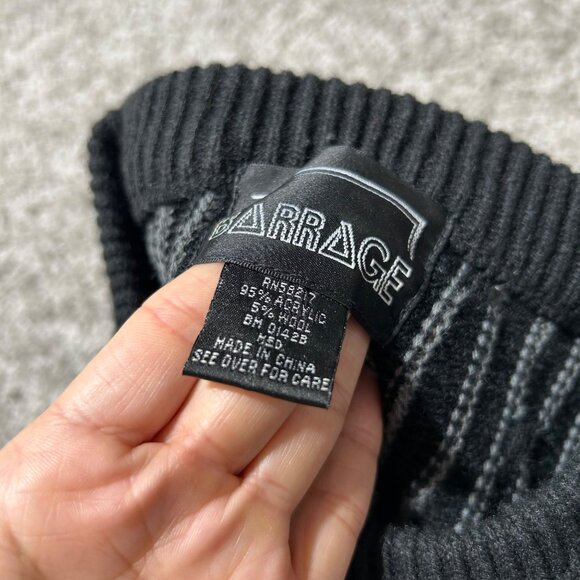 BARRAGE
RN58217
95% ACRYLIC
5% WOOL
BM 0142B
MED.
MADE IN CHINA
SEE OVER FOR CARE